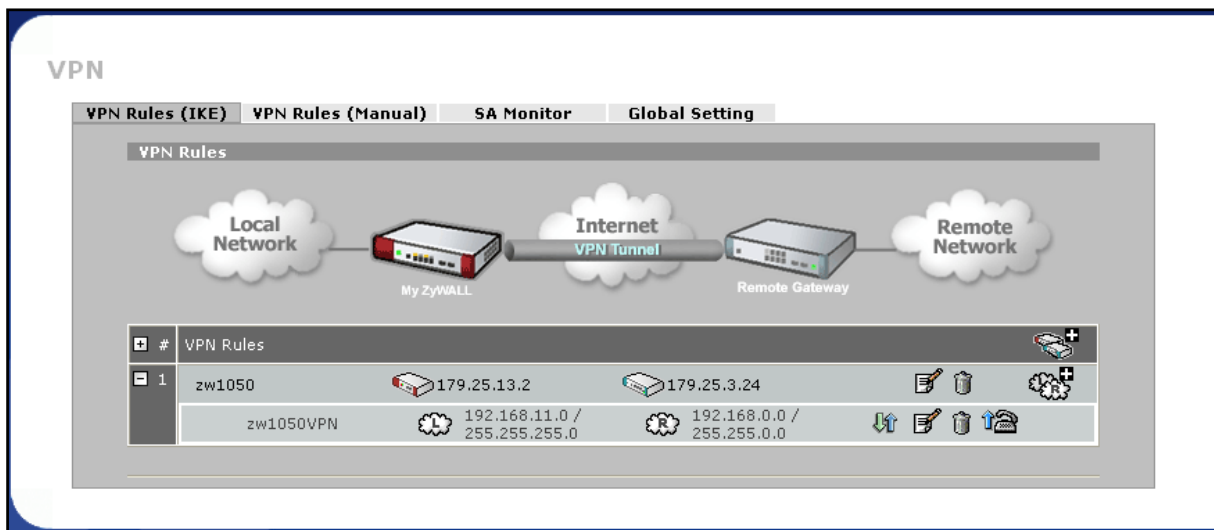 VPN
VPN Rules (IKE) VPN Rules (Manual) SA Monitor Global Setting
VPN Rules
Local Network
Internet
VPN Tunnel
Remote Network
My ZyWALL
Remote Gateway
# VPN Rules
1 zw1050 179.25.13.2 179.25.3.24
R
zw1050VPN L 192.168.11.0 / 255.255.255.0 R 192.168.0.0 / 255.255.0.0